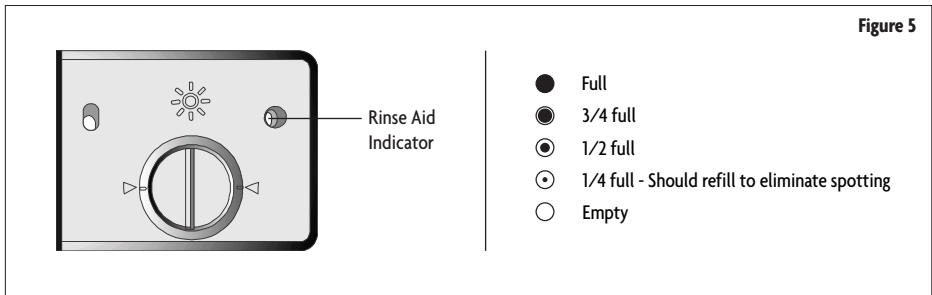 Figure 5
Rinse Aid
Indicator
Full
3/4 full
1/2 full
1/4 full - Should refill to eliminate spotting
Empty